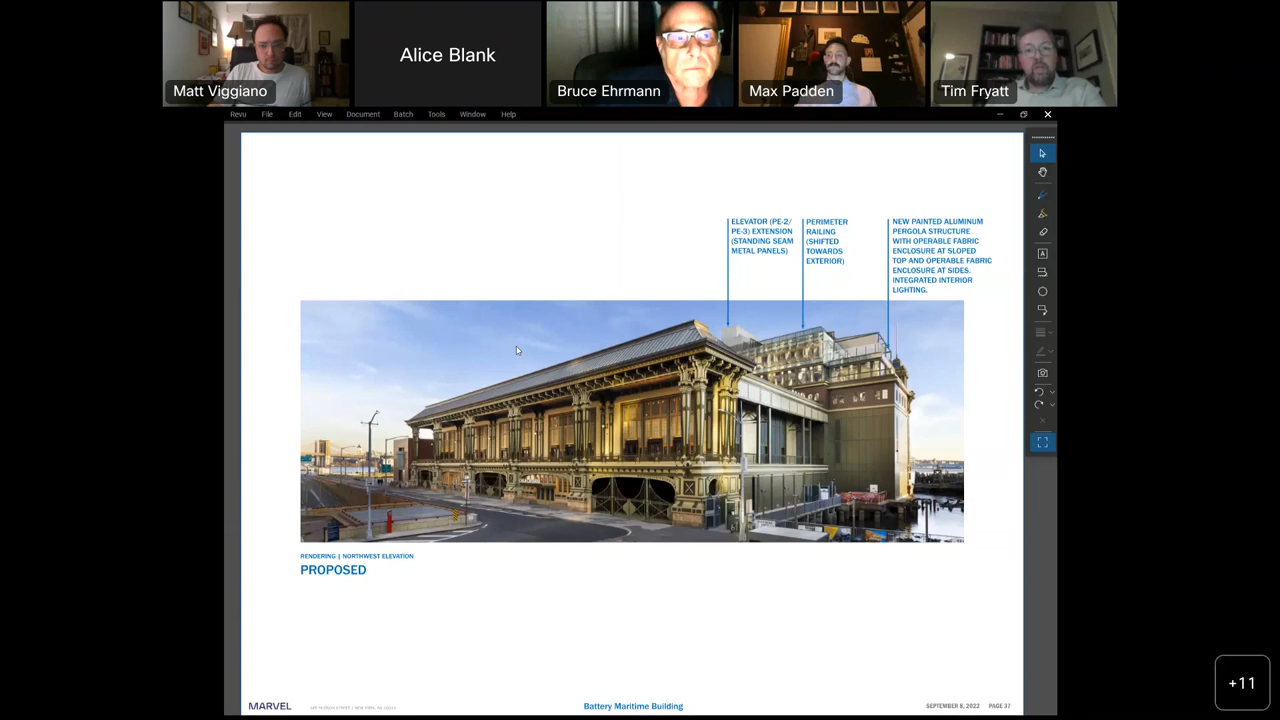 Matt Viggiano
Alice Blank
Bruce Ehrmann
Max Padden
Tim Fryatt
Revu File Edit View Document Batch Tools Window Help
ELEVATOR (PE-2/
PE-3) EXTENSION
(STANDING SEAM
METAL PANELS)
PERIMETER
RAILING
(SHIFTED
TOWARDS
EXTERIOR)
NEW PAINTED ALUMINUM
PERGOLA STRUCTURE
WITH OPERABLE FABRIC
ENCLOSURE AT SLOPED
TOP AND OPERABLE FABRIC
ENCLOSURE AT SIDES.
INTEGRATED INTERIOR
LIGHTING.
RENDERING | NORTHWEST ELEVATION
PROPOSED
MARVEL
Battery Maritime Building
SEPTEMBER 8, 2022 PAGE 37
+11